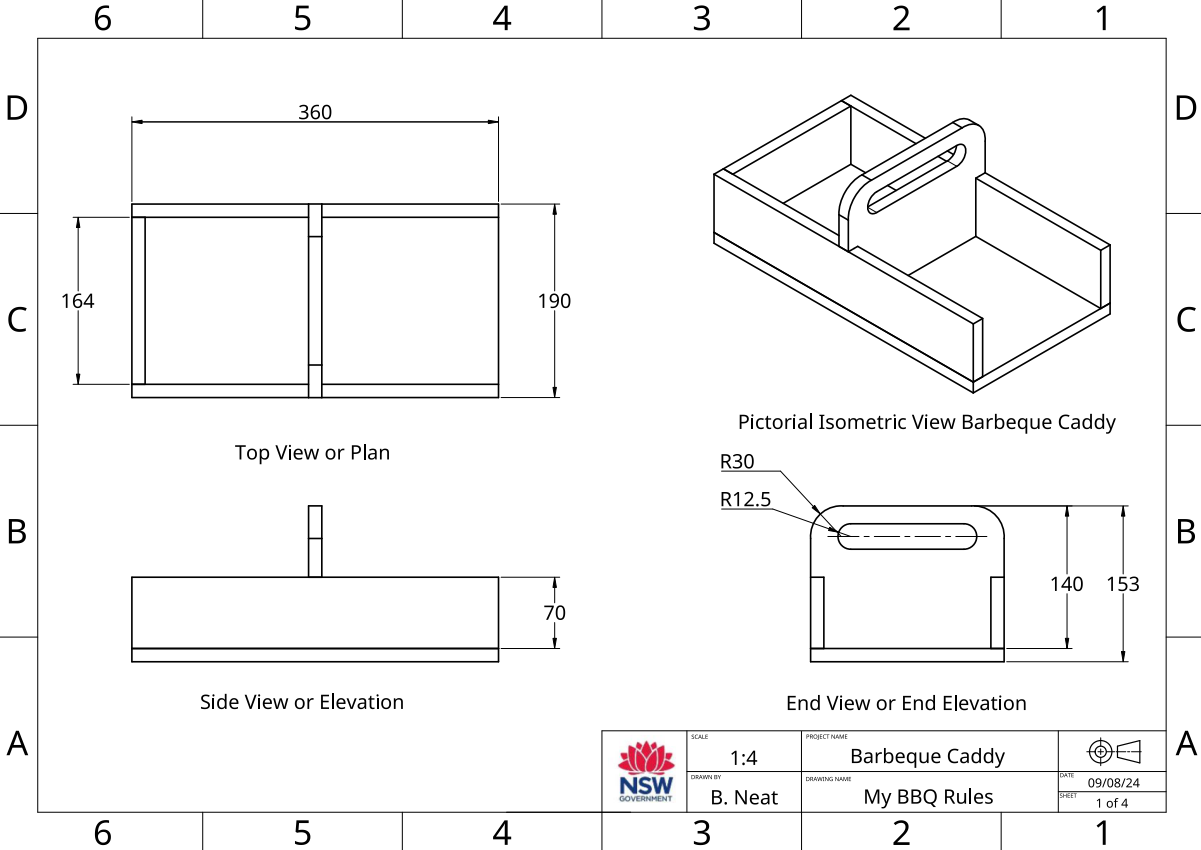 6 5 4 3 2 1
D D
360
164
190
C C
Pictorial Isometric View Barbeque Caddy
Top View or Plan
R30
R12.5
B B
140 153
70
Side View or Elevation
End View or End Elevation
A A
NSW
GOVERNMENT
SCALE
1:4
DRAWN BY
B. Neat
PROJECT NAME
Barbeque Caddy
DRAWING NAME
My BBQ Rules
DATE
09/08/24
SHEET
1 of 4
6 5 4 3 2 1